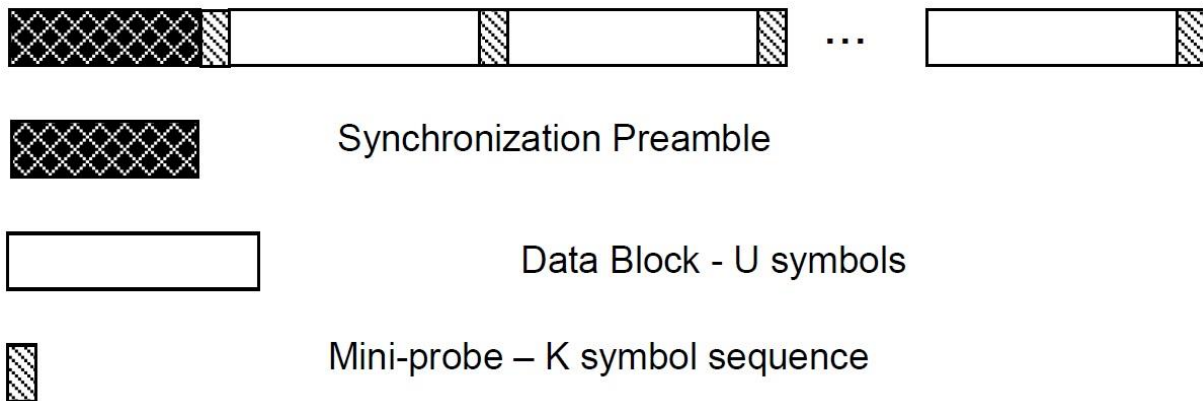 ...
Synchronization Preamble
Data Block - U symbols
Mini-probe – K symbol sequence